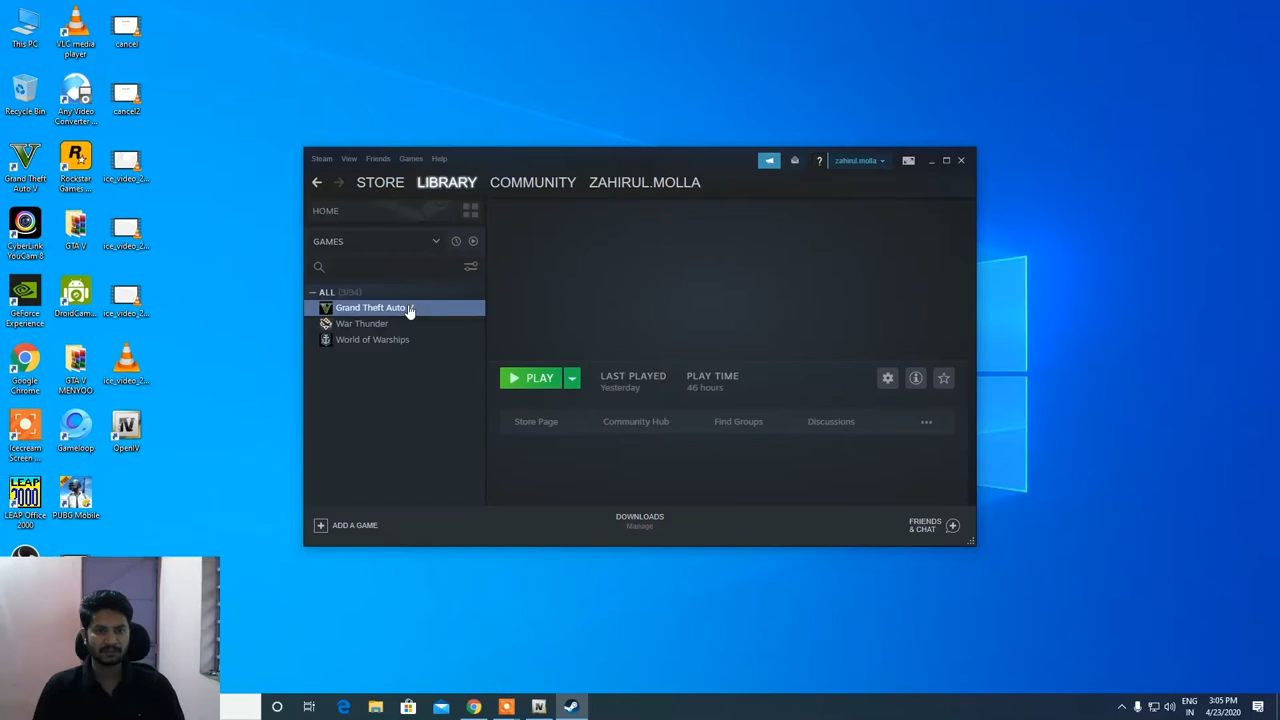 This PC
VLC media
player
cancel
Recycle Bin
Any Video
Converter ...
cancel2
Grand Theft
Auto V
Rockstar
Games ...
ice_video_2...
CyberLink
YouCam 8
GTA V
ice_video_2...
GeForce
Experience
DroidCam...
ice_video_2...
Google
Chrome
GTA V
MENYOO
ice_video_2...
Icecream
Screen ...
Gameloop
OpenIV
LEAP
2000
LEAP Office
2000
PUBG Mobile
Steam View Friends Games Help
? zahirul.molla
STORE LIBRARY COMMUNITY ZAHIRUL.MOLLA
HOME
GAMES
ALL (3/94)
Grand Theft Auto V
War Thunder
World of Warships
PLAY
LAST PLAYED
Yesterday
PLAY TIME
46 hours
Store Page Community Hub Find Groups Discussions
ADD A GAME
DOWNLOADS
Manage
FRIENDS
& CHAT
ENG
IN
3:05 PM
4/23/2020